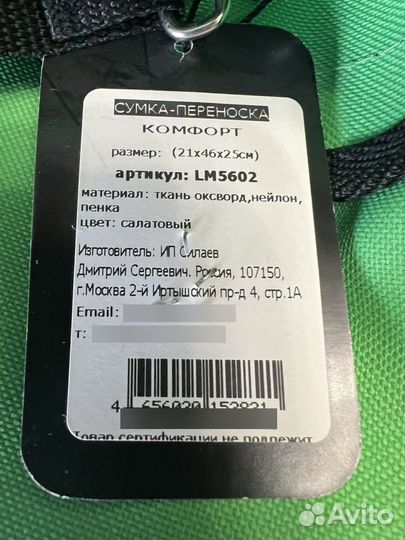 СУМКА-ПЕРЕНОСКА
КОМФОРТ
размер: (21x46x25см)
артикул: LM5602
материал: ткань оксворд,нейлон,
пенка
цвет: салатовый
Изготовитель: ИП Силаев
Дмитрий Сергеевич. Россия, 107150,
г.Москва 2-й Иртышский пр-д 4, стр.1А
Email:
т:
Товар сертификации не подлежит
Avito